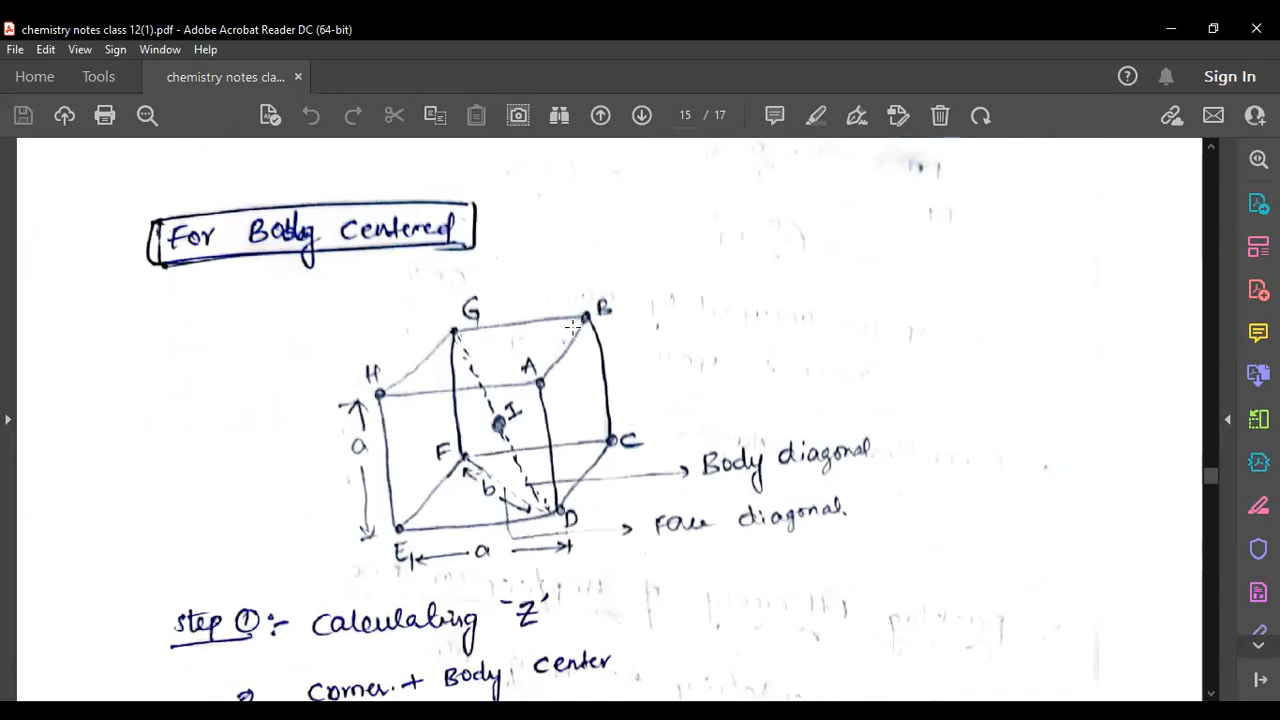 chemistry notes class 12(1).pdf - Adobe Acrobat Reader DC (64-bit)
File Edit View Sign Window Help
Home Tools chemistry notes cla... × Sign In
15 / 17
For Body Centered
G B
H A
I
a F C
b Body diagonal
D Face diagonal.
E a
step ① :- Calculating "Z"
Corner + Body center